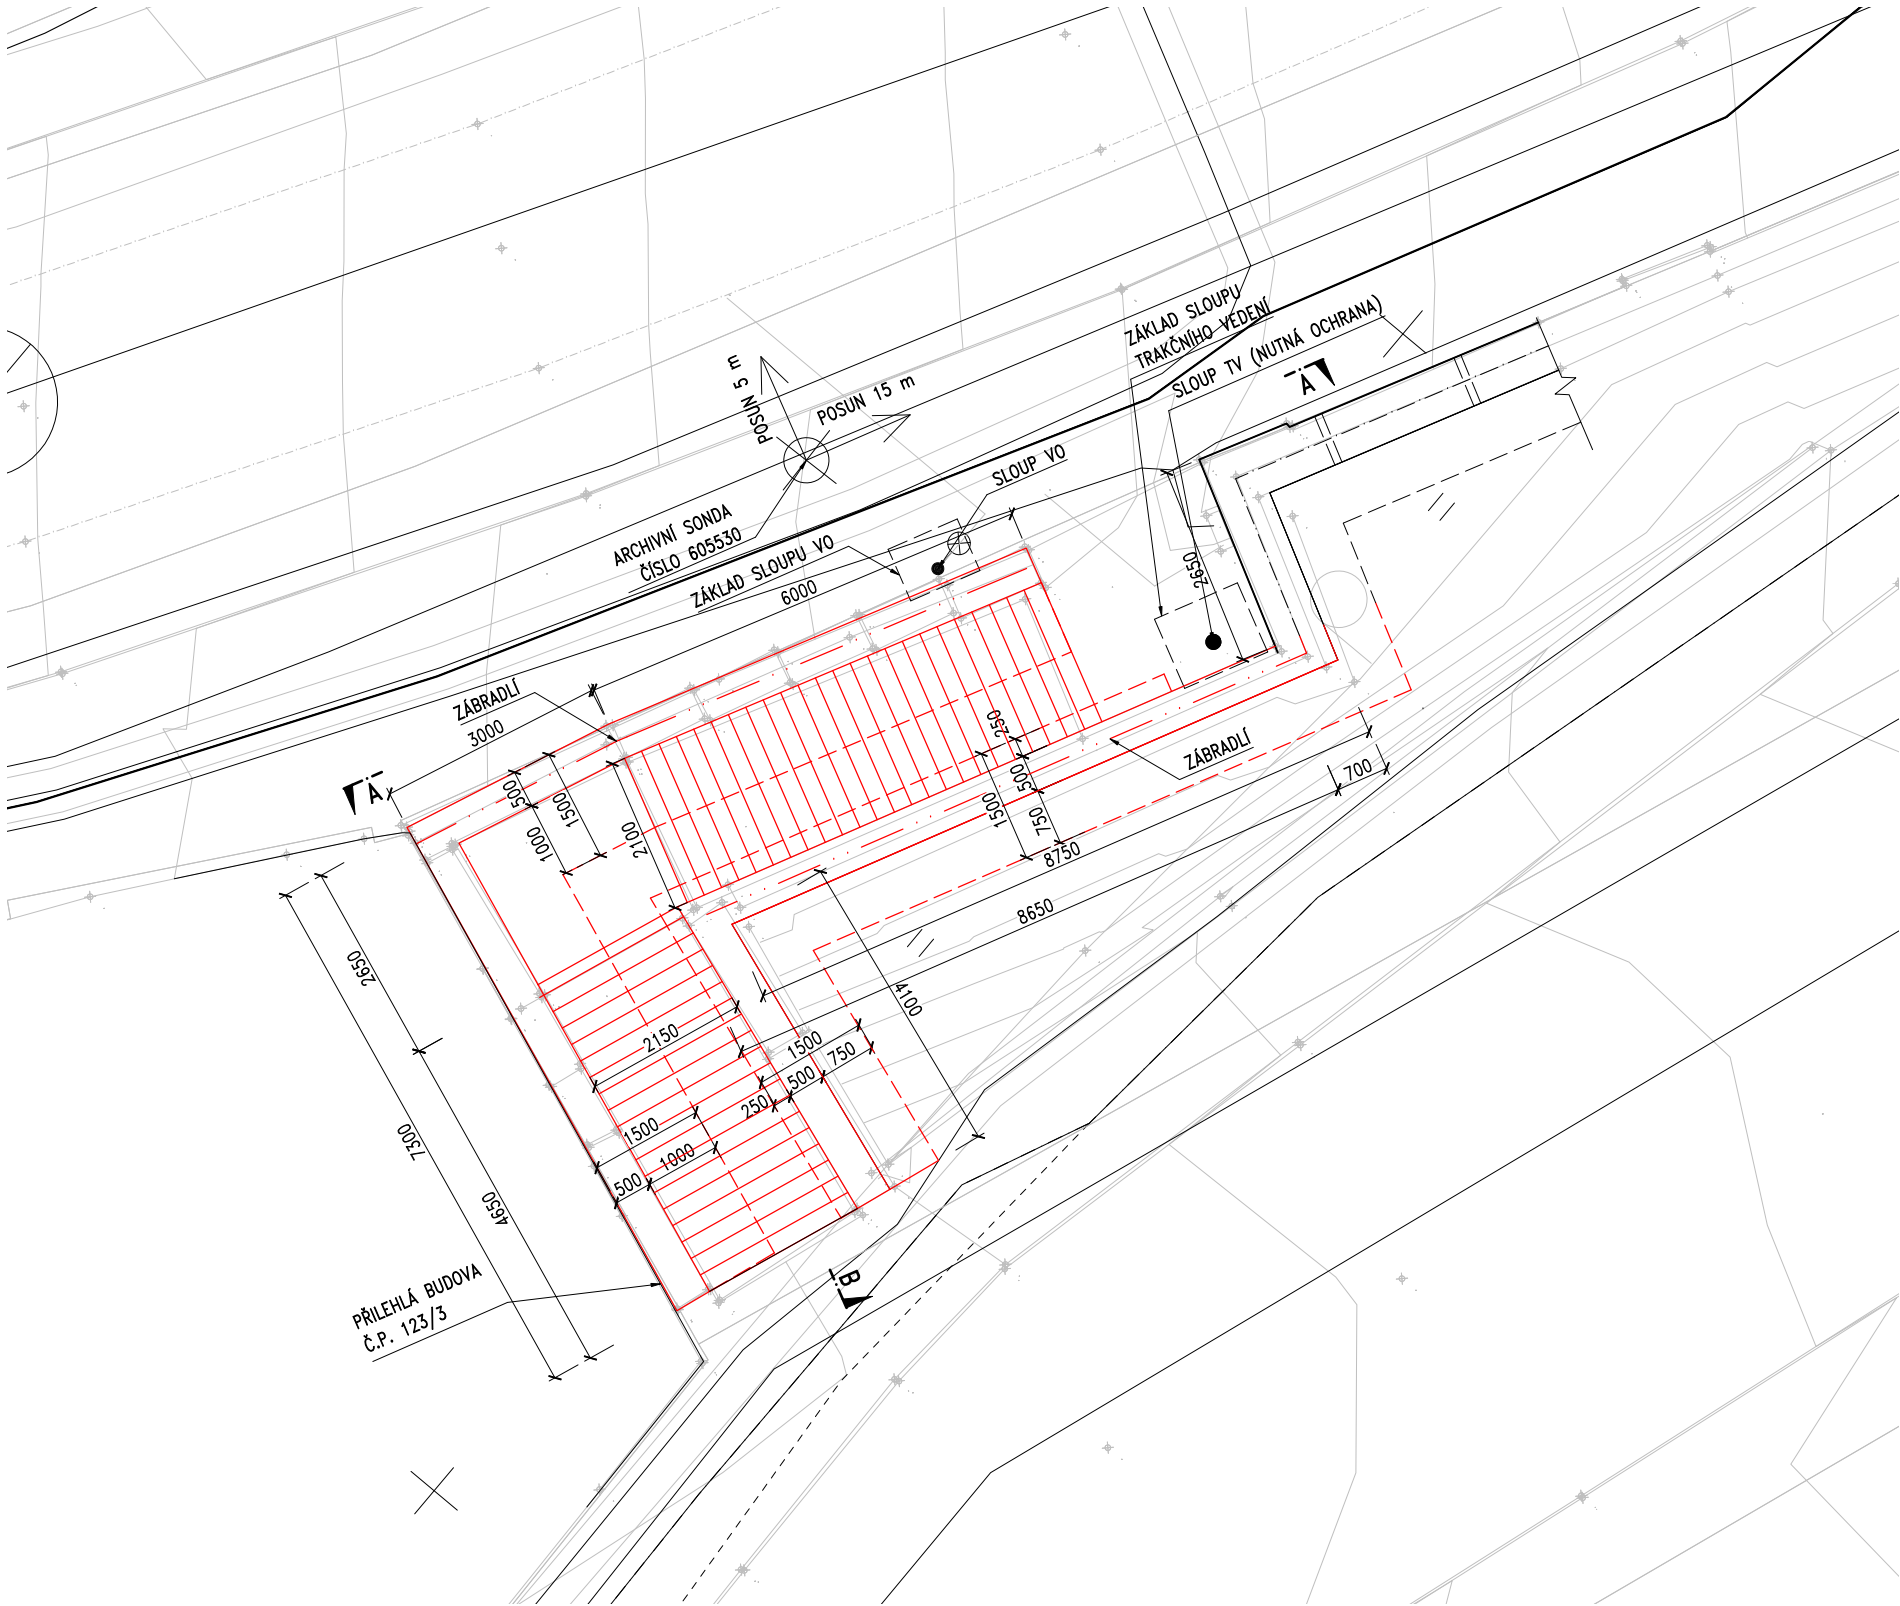 ZÁKLAD SLOUPU
TRAKČNÍHO VEDENÍ
SLOUP TV (NUTNÁ OCHRANA)
A
POSUN 5 m
POSUN 15 m
SLOUP VO
ARCHIVNÍ SONDA
ČÍSLO 605530
ZÁKLAD SLOUPU VO
6000
2650
ZÁBRADLÍ
3000
A
500
1500
1000
2100
250
500
1500
750
ZÁBRADLÍ
700
8750
8650
4100
2650
2150
1500
750
500
250
1500
1000
500
7300
4650
PŘILEHLÁ BUDOVA
Č.P. 123/3
B